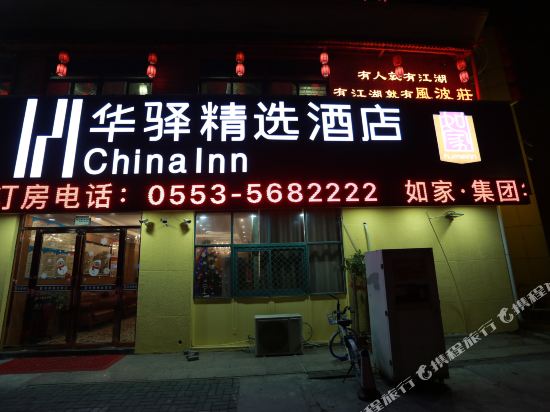 有人就有江湖
有江湖就有風波莊
华驿精选酒店
ChinaInn
如家
订房电话：0553-5682222 如家·集团:
携程旅行
携程旅行